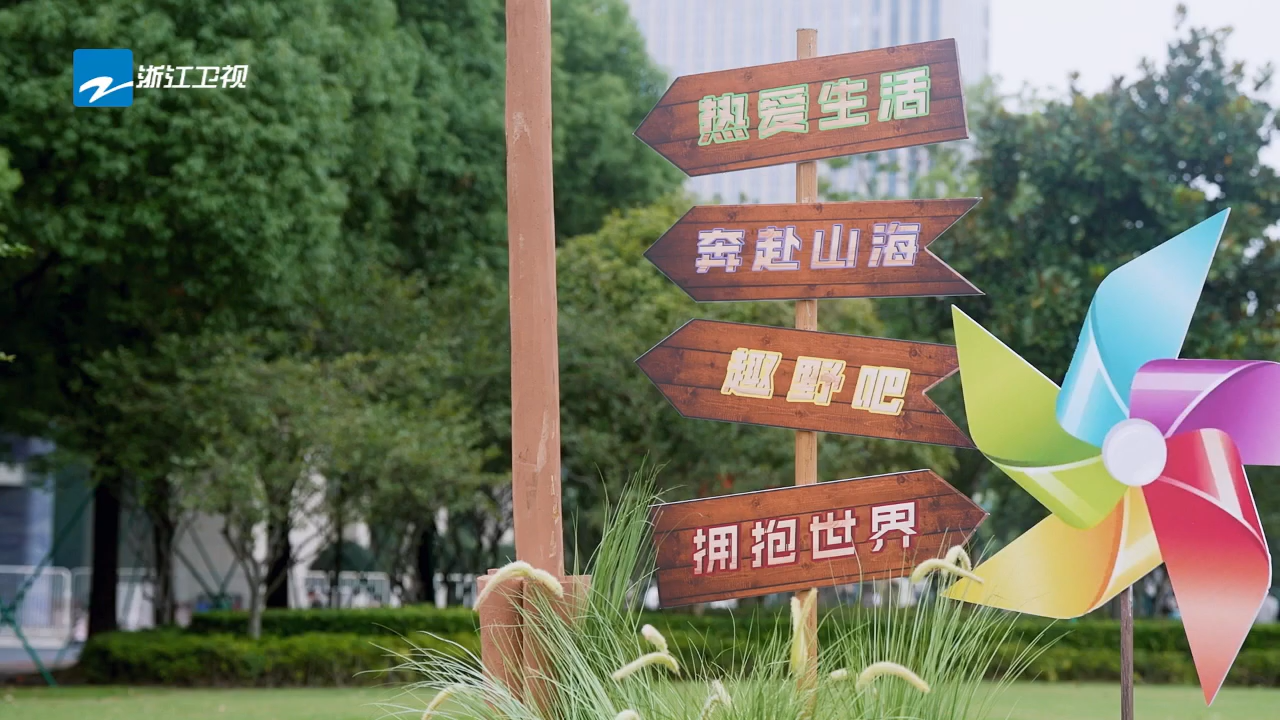 浙江卫视
热爱生活
奔赴山海
趣野吧
拥抱世界